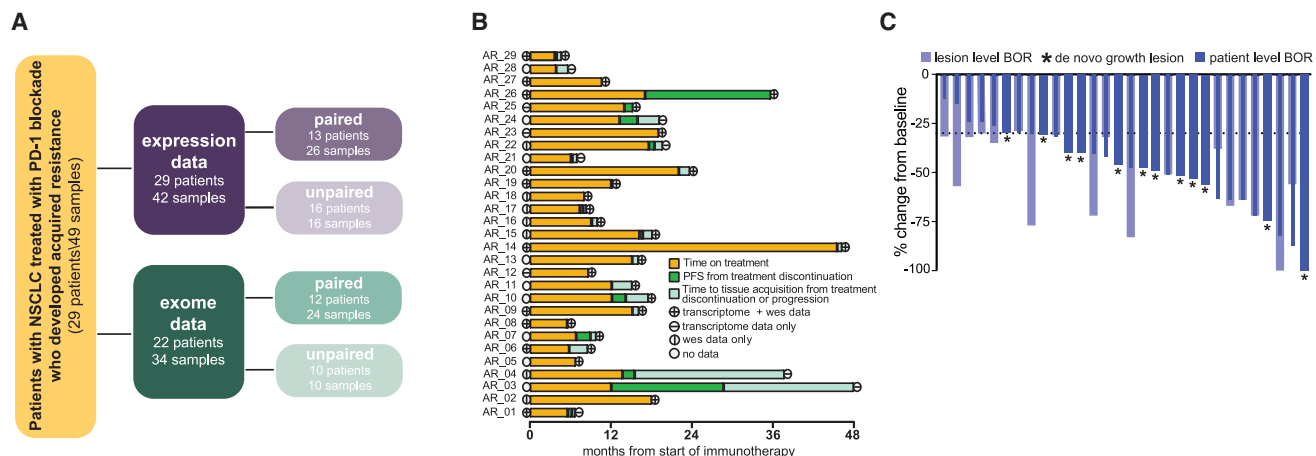 A
Patients with NSCLC treated with PD-1 blockade
who developed acquired resistance
(29 patients\49 samples)
expression
data
29 patients
42 samples
paired
13 patients
26 samples
unpaired
16 patients
16 samples
exome
data
22 patients
34 samples
paired
12 patients
24 samples
unpaired
10 patients
10 samples
B
AR_29
AR_28
AR_27
AR_26
AR_25
AR_24
AR_23
AR_22
AR_21
AR_20
AR_19
AR_18
AR_17
AR_16
AR_15
AR_14
AR_13
AR_12
AR_11
AR_10
AR_09
AR_08
AR_07
AR_06
AR_05
AR_04
AR_03
AR_02
AR_01
Time on treatment
PFS from treatment discontinuation
Time to tissue acquisition from treatment
discontinuation or progression
transcriptome + wes data
transcriptome data only
wes data only
no data
0 12 24 36 48
months from start of immunotherapy
C
lesion level BOR * de novo growth lesion patient level BOR
% change from baseline
0
-25
-50
-75
-100
* * * * * * * * * * * *